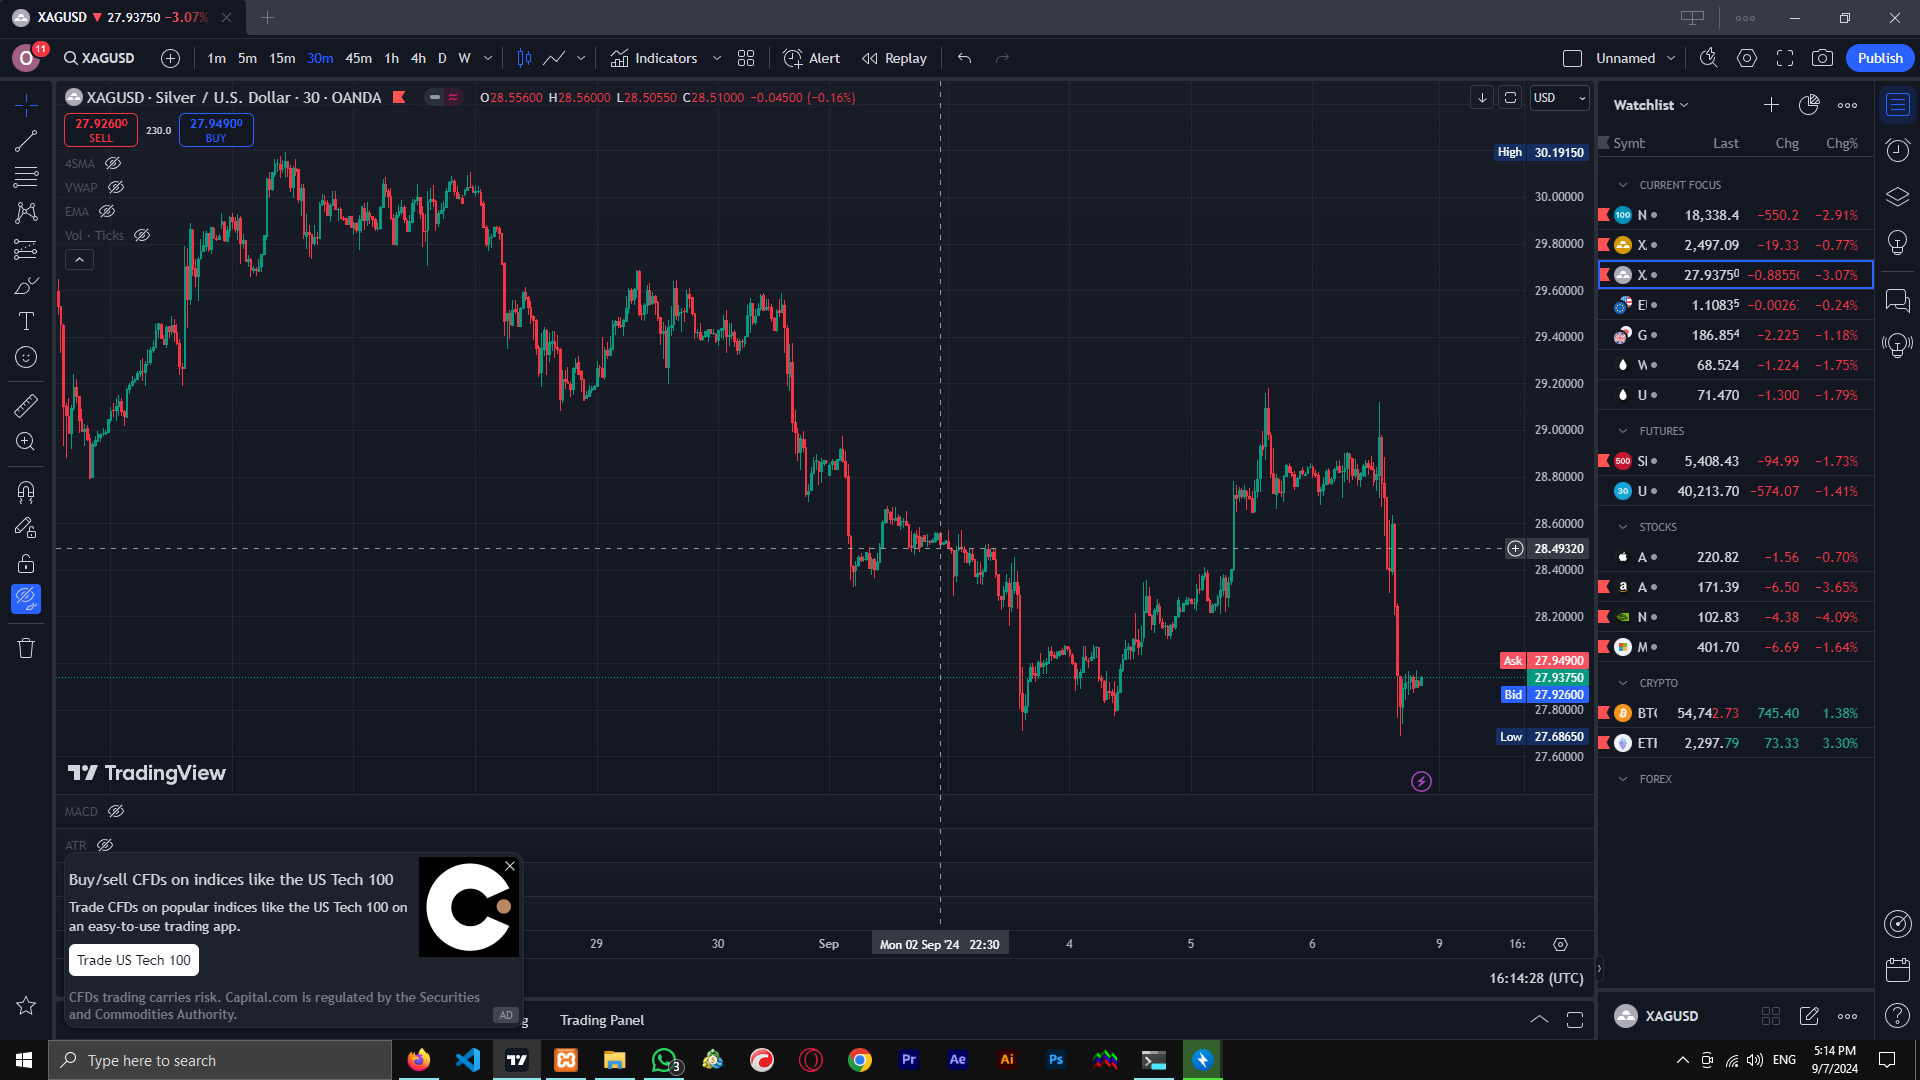 XAGUSD ▼ 27.93750 −3.07%
O 11 XAGUSD 1m 5m 15m 30m 45m 1h 4h D W Indicators Alert Replay Unnamed Publish
XAGUSD · Silver / U.S. Dollar · 30 · OANDA O28.55600 H28.56000 L28.50550 C28.51000 −0.04500 (−0.16%)
USD
27.92600 SELL
230.0
27.94900 BUY
4SMA
VWAP
EMA
Vol · Ticks
High 30.19150
30.00000
29.80000
29.60000
29.40000
29.20000
29.00000
28.80000
28.60000
28.49320
28.40000
28.20000
Ask 27.94900
27.93750
Bid 27.92600
27.80000
Low 27.68650
27.60000
TradingView
MACD
ATR
Buy/sell CFDs on indices like the US Tech 100
Trade CFDs on popular indices like the US Tech 100 on
an easy-to-use trading app.
Trade US Tech 100
CFDs trading carries risk. Capital.com is regulated by the Securities
and Commodities Authority.
AD
29 30 Sep Mon 02 Sep '24 22:30 4 5 6 9 16:
16:14:28 (UTC)
g Trading Panel
Watchlist
Symb Last Chg Chg%
CURRENT FOCUS
100 N 18,338.4 −550.2 −2.91%
X. 2,497.09 −19.33 −0.77%
X. 27.93750 −0.8855 −3.07%
E 1.10835 −0.0026 −0.24%
G 186.854 −2.225 −1.18%
W 68.524 −1.224 −1.75%
U 71.470 −1.300 −1.79%
FUTURES
500 SI 5,408.43 −94.99 −1.73%
30 U 40,213.70 −574.07 −1.41%
STOCKS
A 220.82 −1.56 −0.70%
a A 171.39 −6.50 −3.65%
N 102.83 −4.38 −4.09%
M 401.70 −6.69 −1.64%
CRYPTO
BTC 54,742.73 745.40 1.38%
ETH 2,297.79 73.33 3.30%
FOREX
XAGUSD
Type here to search
3
Pr Ae Ai Ps
ENG
5:14 PM
9/7/2024